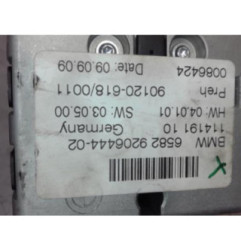 BMW 6582 9206444-02
114191 10 Germany
HW: 04.01.01 SW: 03.05.00
Preh 90120-618/0011
0086424 Date: 09.09.09